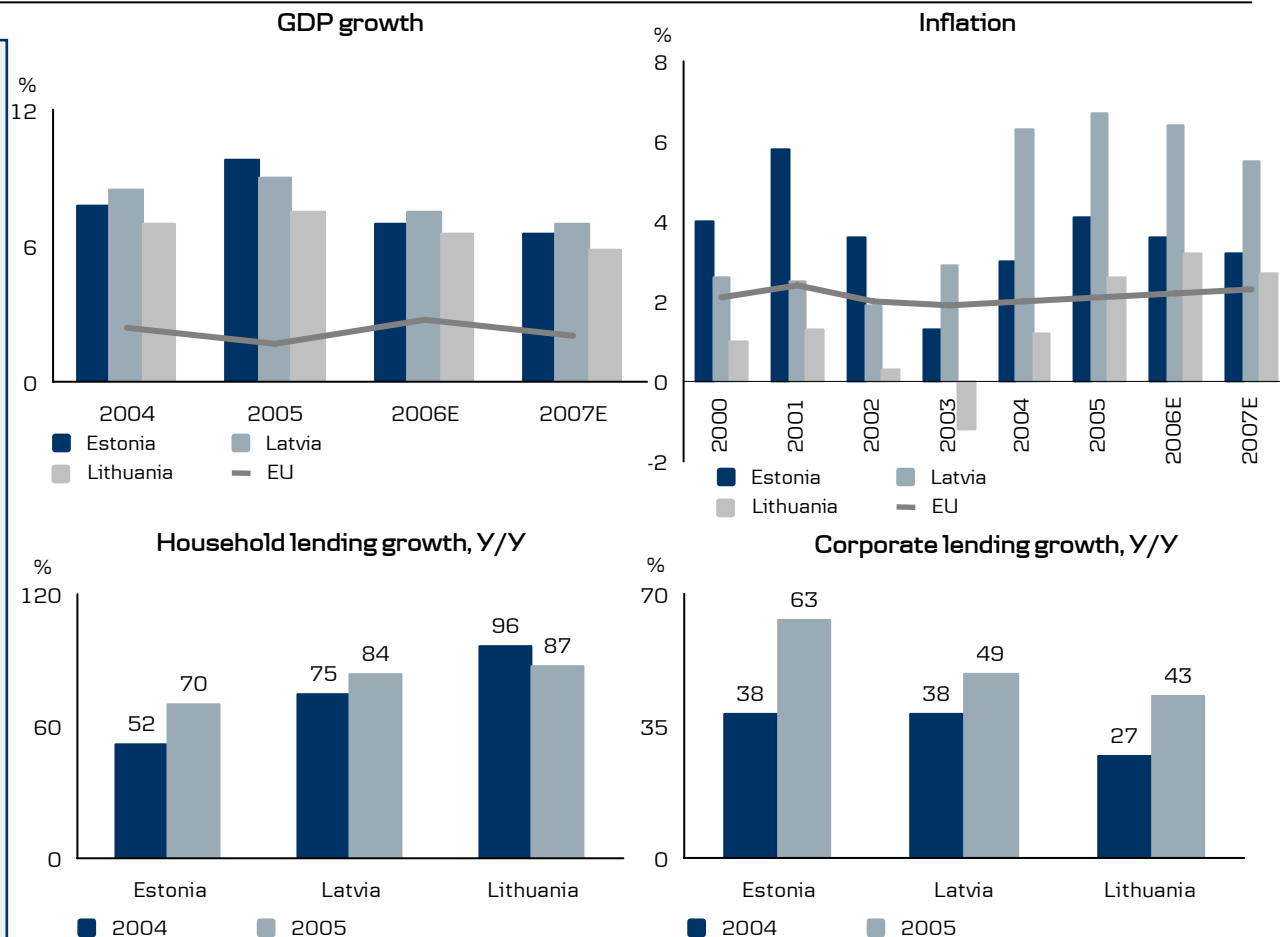 GDP growth
%
12
6
0
2004 2005 2006E 2007E
Estonia Latvia
Lithuania EU
Inflation
%
8
6
4
2
0
-2
2000 2001 2002 2003 2004 2005 2006E 2007E
Estonia Latvia
Lithuania EU
Household lending growth, Y/Y
%
120
60
0
52 70 75 84 96 87
Estonia Latvia Lithuania
2004 2005
Corporate lending growth, Y/Y
%
70
35
0
38 63 38 49 27 43
Estonia Latvia Lithuania
2004 2005